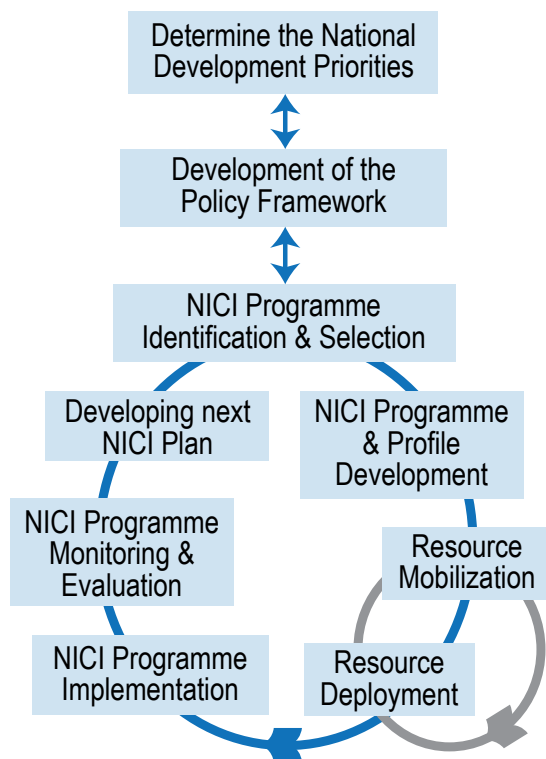 Determine the National
Development Priorities
Development of the
Policy Framework
NICI Programme
Identification & Selection
Developing next
NICI Plan
NICI Programme
& Profile
Development
NICI Programme
Monitoring &
Evaluation
Resource
Mobilization
NICI Programme
Implementation
Resource
Deployment